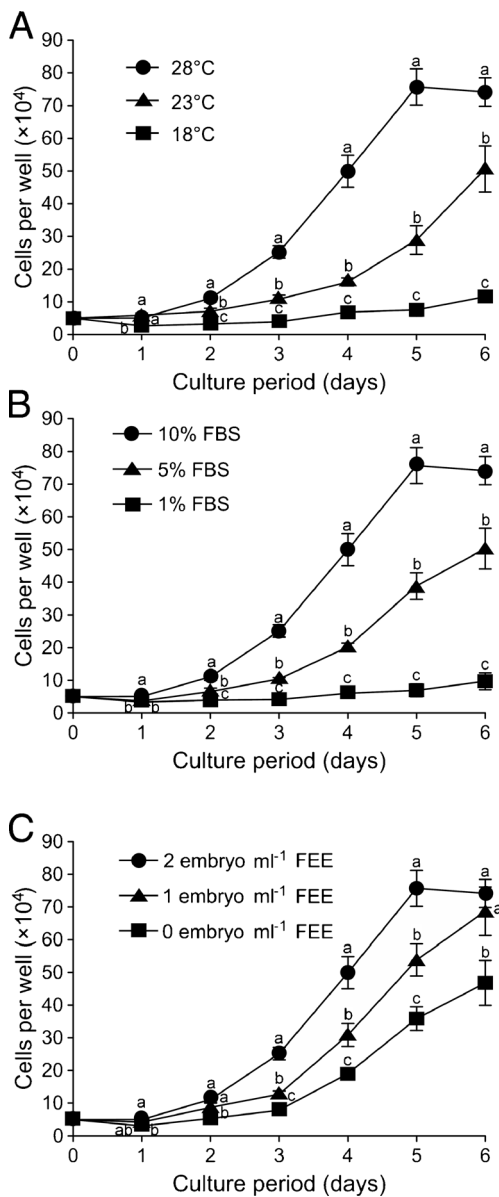 A
90
80
70
60
50
40
30
20
10
0
Cells per well (×10⁴)
28°C
23°C
18°C
a a
a b
a b
a b b c c
a a b b c c c
b a c
0 1 2 3 4 5 6
Culture period (days)
B
90
80
70
60
50
40
30
20
10
0
Cells per well (×10⁴)
10% FBS
5% FBS
1% FBS
a a
a b
b
a b b c
a a b c c c c
b b c
0 1 2 3 4 5 6
Culture period (days)
C
90
80
70
60
50
40
30
20
10
0
Cells per well (×10⁴)
2 embryo ml⁻¹ FEE
1 embryo ml⁻¹ FEE
0 embryo ml⁻¹ FEE
a a
a b a
b b
a b c
a a b c c
ab b a b
0 1 2 3 4 5 6
Culture period (days)